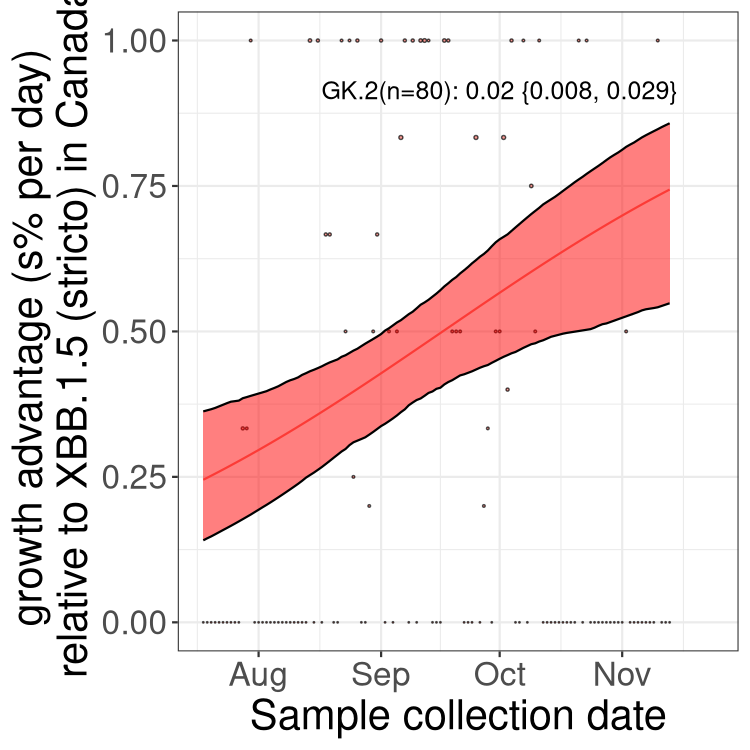 growth advantage (s% per day)
relative to XBB.1.5 (stricto) in Canada
1.00
0.75
0.50
0.25
0.00
GK.2(n=80): 0.02 {0.008, 0.029}
Aug Sep Oct Nov
Sample collection date